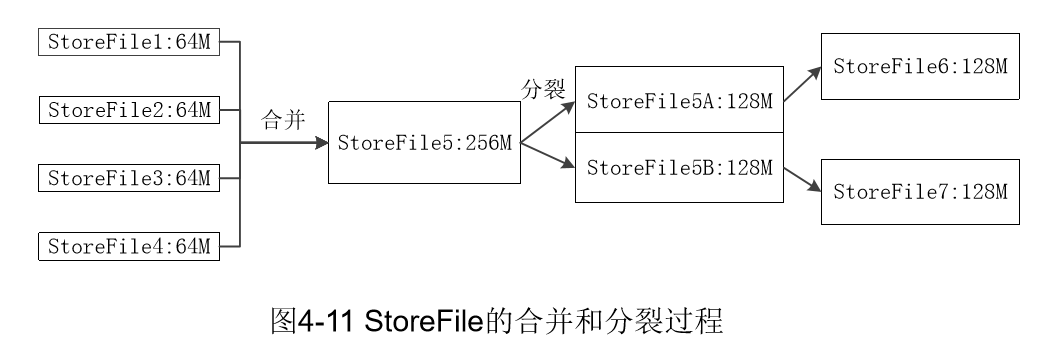 StoreFile1:64M
StoreFile2:64M
StoreFile3:64M
StoreFile4:64M
合并
StoreFile5:256M
分裂
StoreFile5A:128M
StoreFile5B:128M
StoreFile6:128M
StoreFile7:128M
图4-11 StoreFile的合并和分裂过程